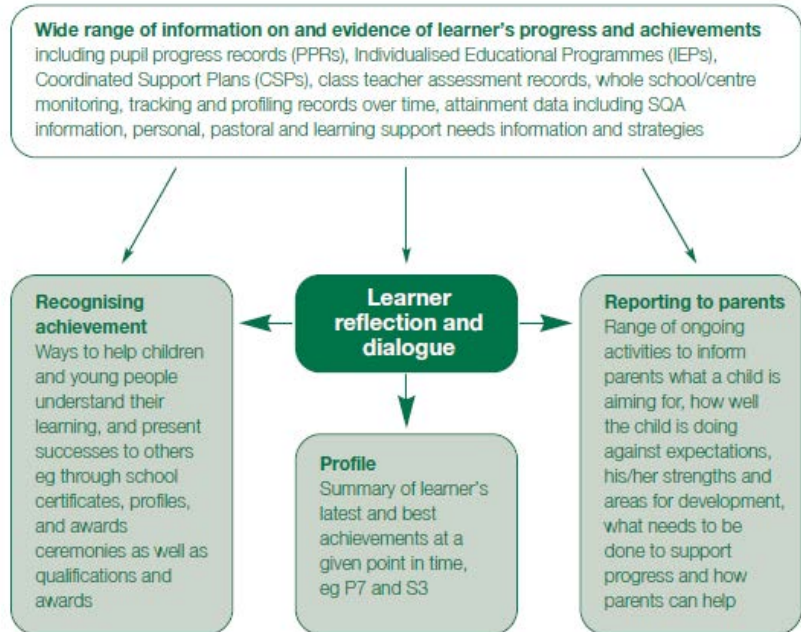 Wide range of information on and evidence of learner's progress and achievements
including pupil progress records (PPRs), Individualised Educational Programmes (IEPs),
Coordinated Support Plans (CSPs), class teacher assessment records, whole school/centre
monitoring, tracking and profiling records over time, attainment data including SQA
information, personal, pastoral and learning support needs information and strategies
Recognising
achievement
Ways to help children
and young people
understand their
learning, and present
successes to others
eg through school
certificates, profiles,
and awards
ceremonies as well as
qualifications and
awards
Learner
reflection and
dialogue
Profile
Summary of learner's
latest and best
achievements at a
given point in time,
eg P7 and S3
Reporting to parents
Range of ongoing
activities to inform
parents what a child is
aiming for, how well
the child is doing
against expectations,
his/her strengths and
areas for development,
what needs to be
done to support
progress and how
parents can help